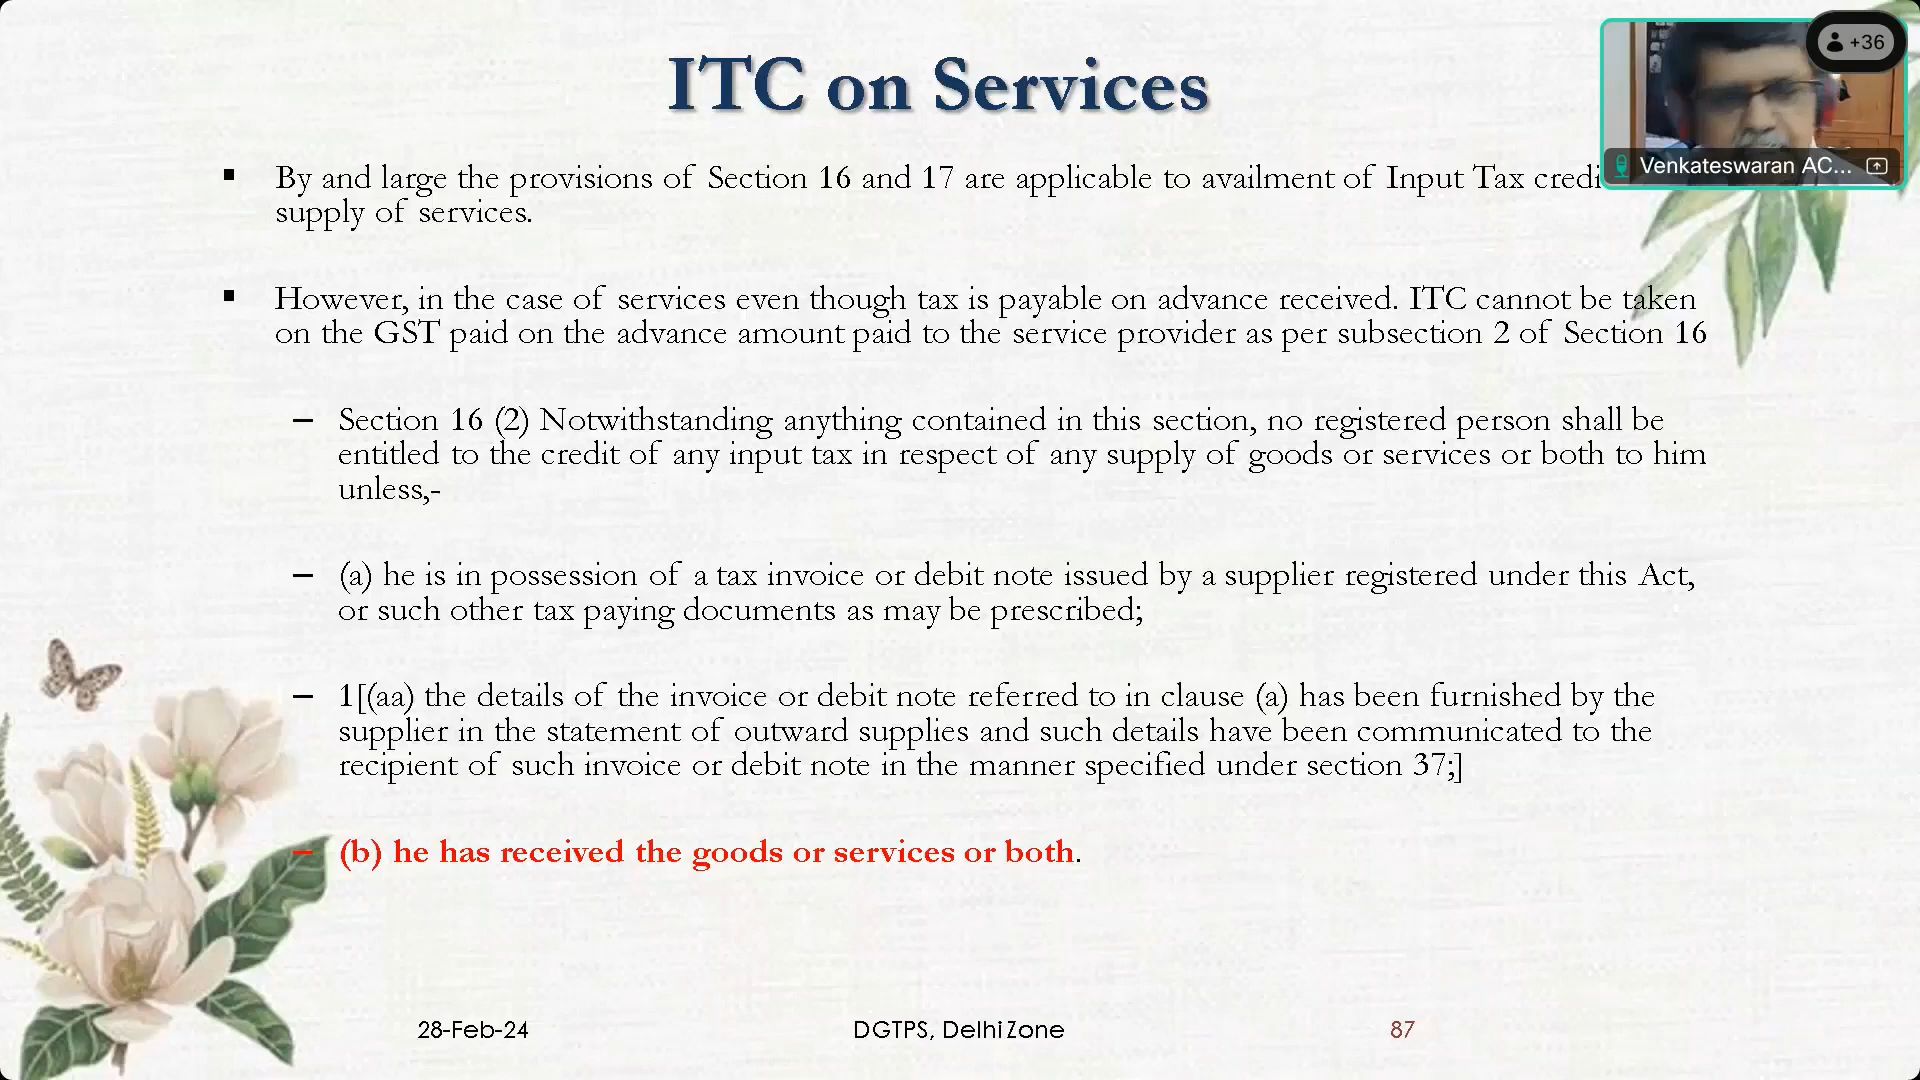 ITC on Services
+36
Venkateswaran AC...
▪ By and large the provisions of Section 16 and 17 are applicable to availment of Input Tax credi
supply of services.
▪ However, in the case of services even though tax is payable on advance received. ITC cannot be taken
on the GST paid on the advance amount paid to the service provider as per subsection 2 of Section 16
– Section 16 (2) Notwithstanding anything contained in this section, no registered person shall be
entitled to the credit of any input tax in respect of any supply of goods or services or both to him
unless,-
– (a) he is in possession of a tax invoice or debit note issued by a supplier registered under this Act,
or such other tax paying documents as may be prescribed;
– 1[(aa) the details of the invoice or debit note referred to in clause (a) has been furnished by the
supplier in the statement of outward supplies and such details have been communicated to the
recipient of such invoice or debit note in the manner specified under section 37;]
– (b) he has received the goods or services or both.
28-Feb-24
DGTPS, Delhi Zone
87